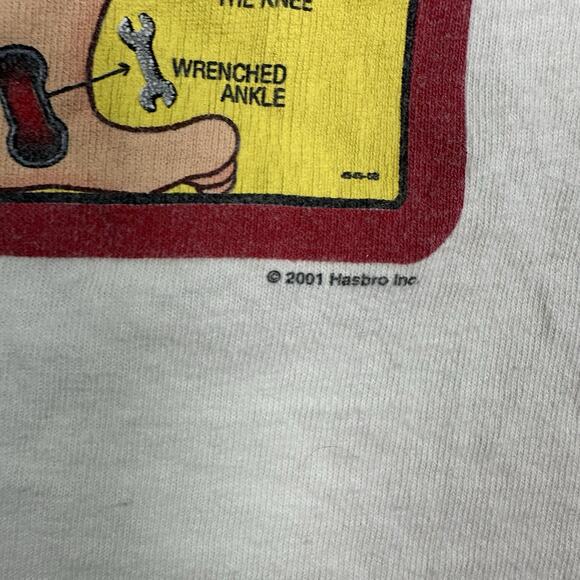 THE KNEE
WRENCHED
ANKLE
© 2001 Hasbro Inc